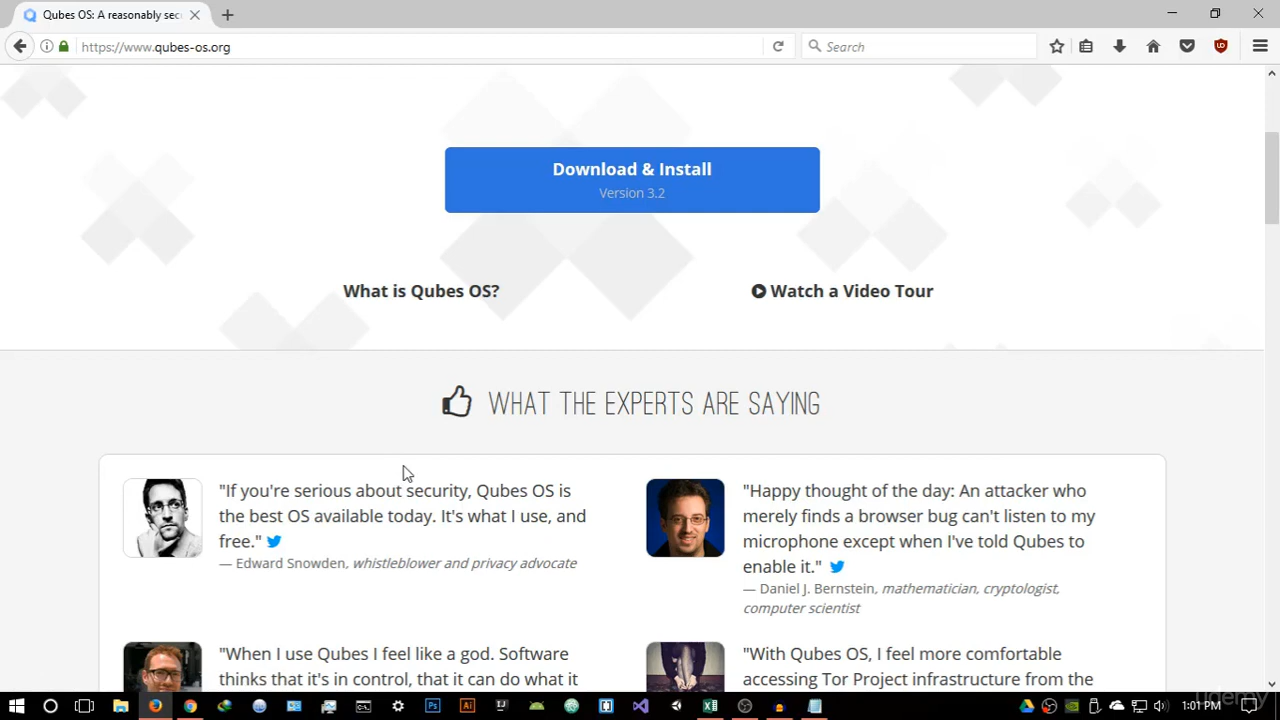 Qubes OS: A reasonably sec
https://www.qubes-os.org
Search
Download & Install
Version 3.2
What is Qubes OS?
Watch a Video Tour
WHAT THE EXPERTS ARE SAYING
"If you're serious about security, Qubes OS is
the best OS available today. It's what I use, and
free."
— Edward Snowden, whistleblower and privacy advocate
"Happy thought of the day: An attacker who
merely finds a browser bug can't listen to my
microphone except when I've told Qubes to
enable it."
— Daniel J. Bernstein, mathematician, cryptologist,
computer scientist
"When I use Qubes I feel like a god. Software
thinks that it's in control, that it can do what it
"With Qubes OS, I feel more comfortable
accessing Tor Project infrastructure from the
1:01 PM
udemy